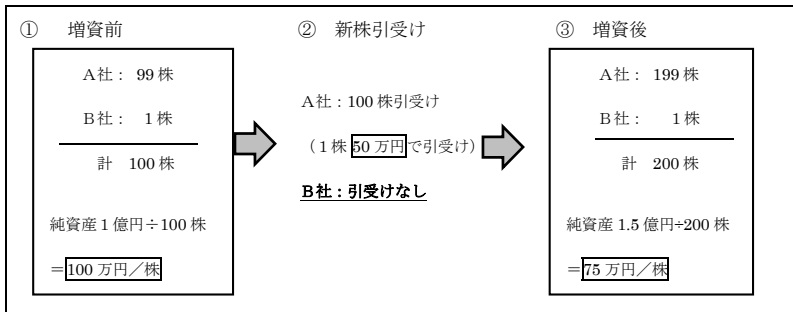 ① 増資前
A社： 99 株
B社： 1 株
計 100 株
純資産 1 億円÷100 株
＝100 万円／株
② 新株引受け
A社：100 株引受け
（1 株 50 万円で引受け）
B社：引受けなし
③ 増資後
A社： 199 株
B社： 1 株
計 200 株
純資産 1.5 億円÷200 株
＝75 万円／株